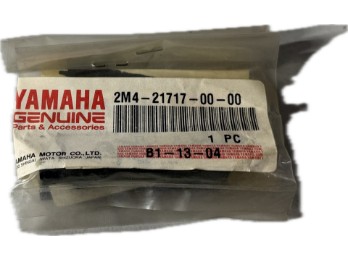 YAMAHA
GENUINE
Parts & Accessories
2M4-21717-00-00
1 PC
YAMAHA MOTOR CO.,LTD.
B1-13-04